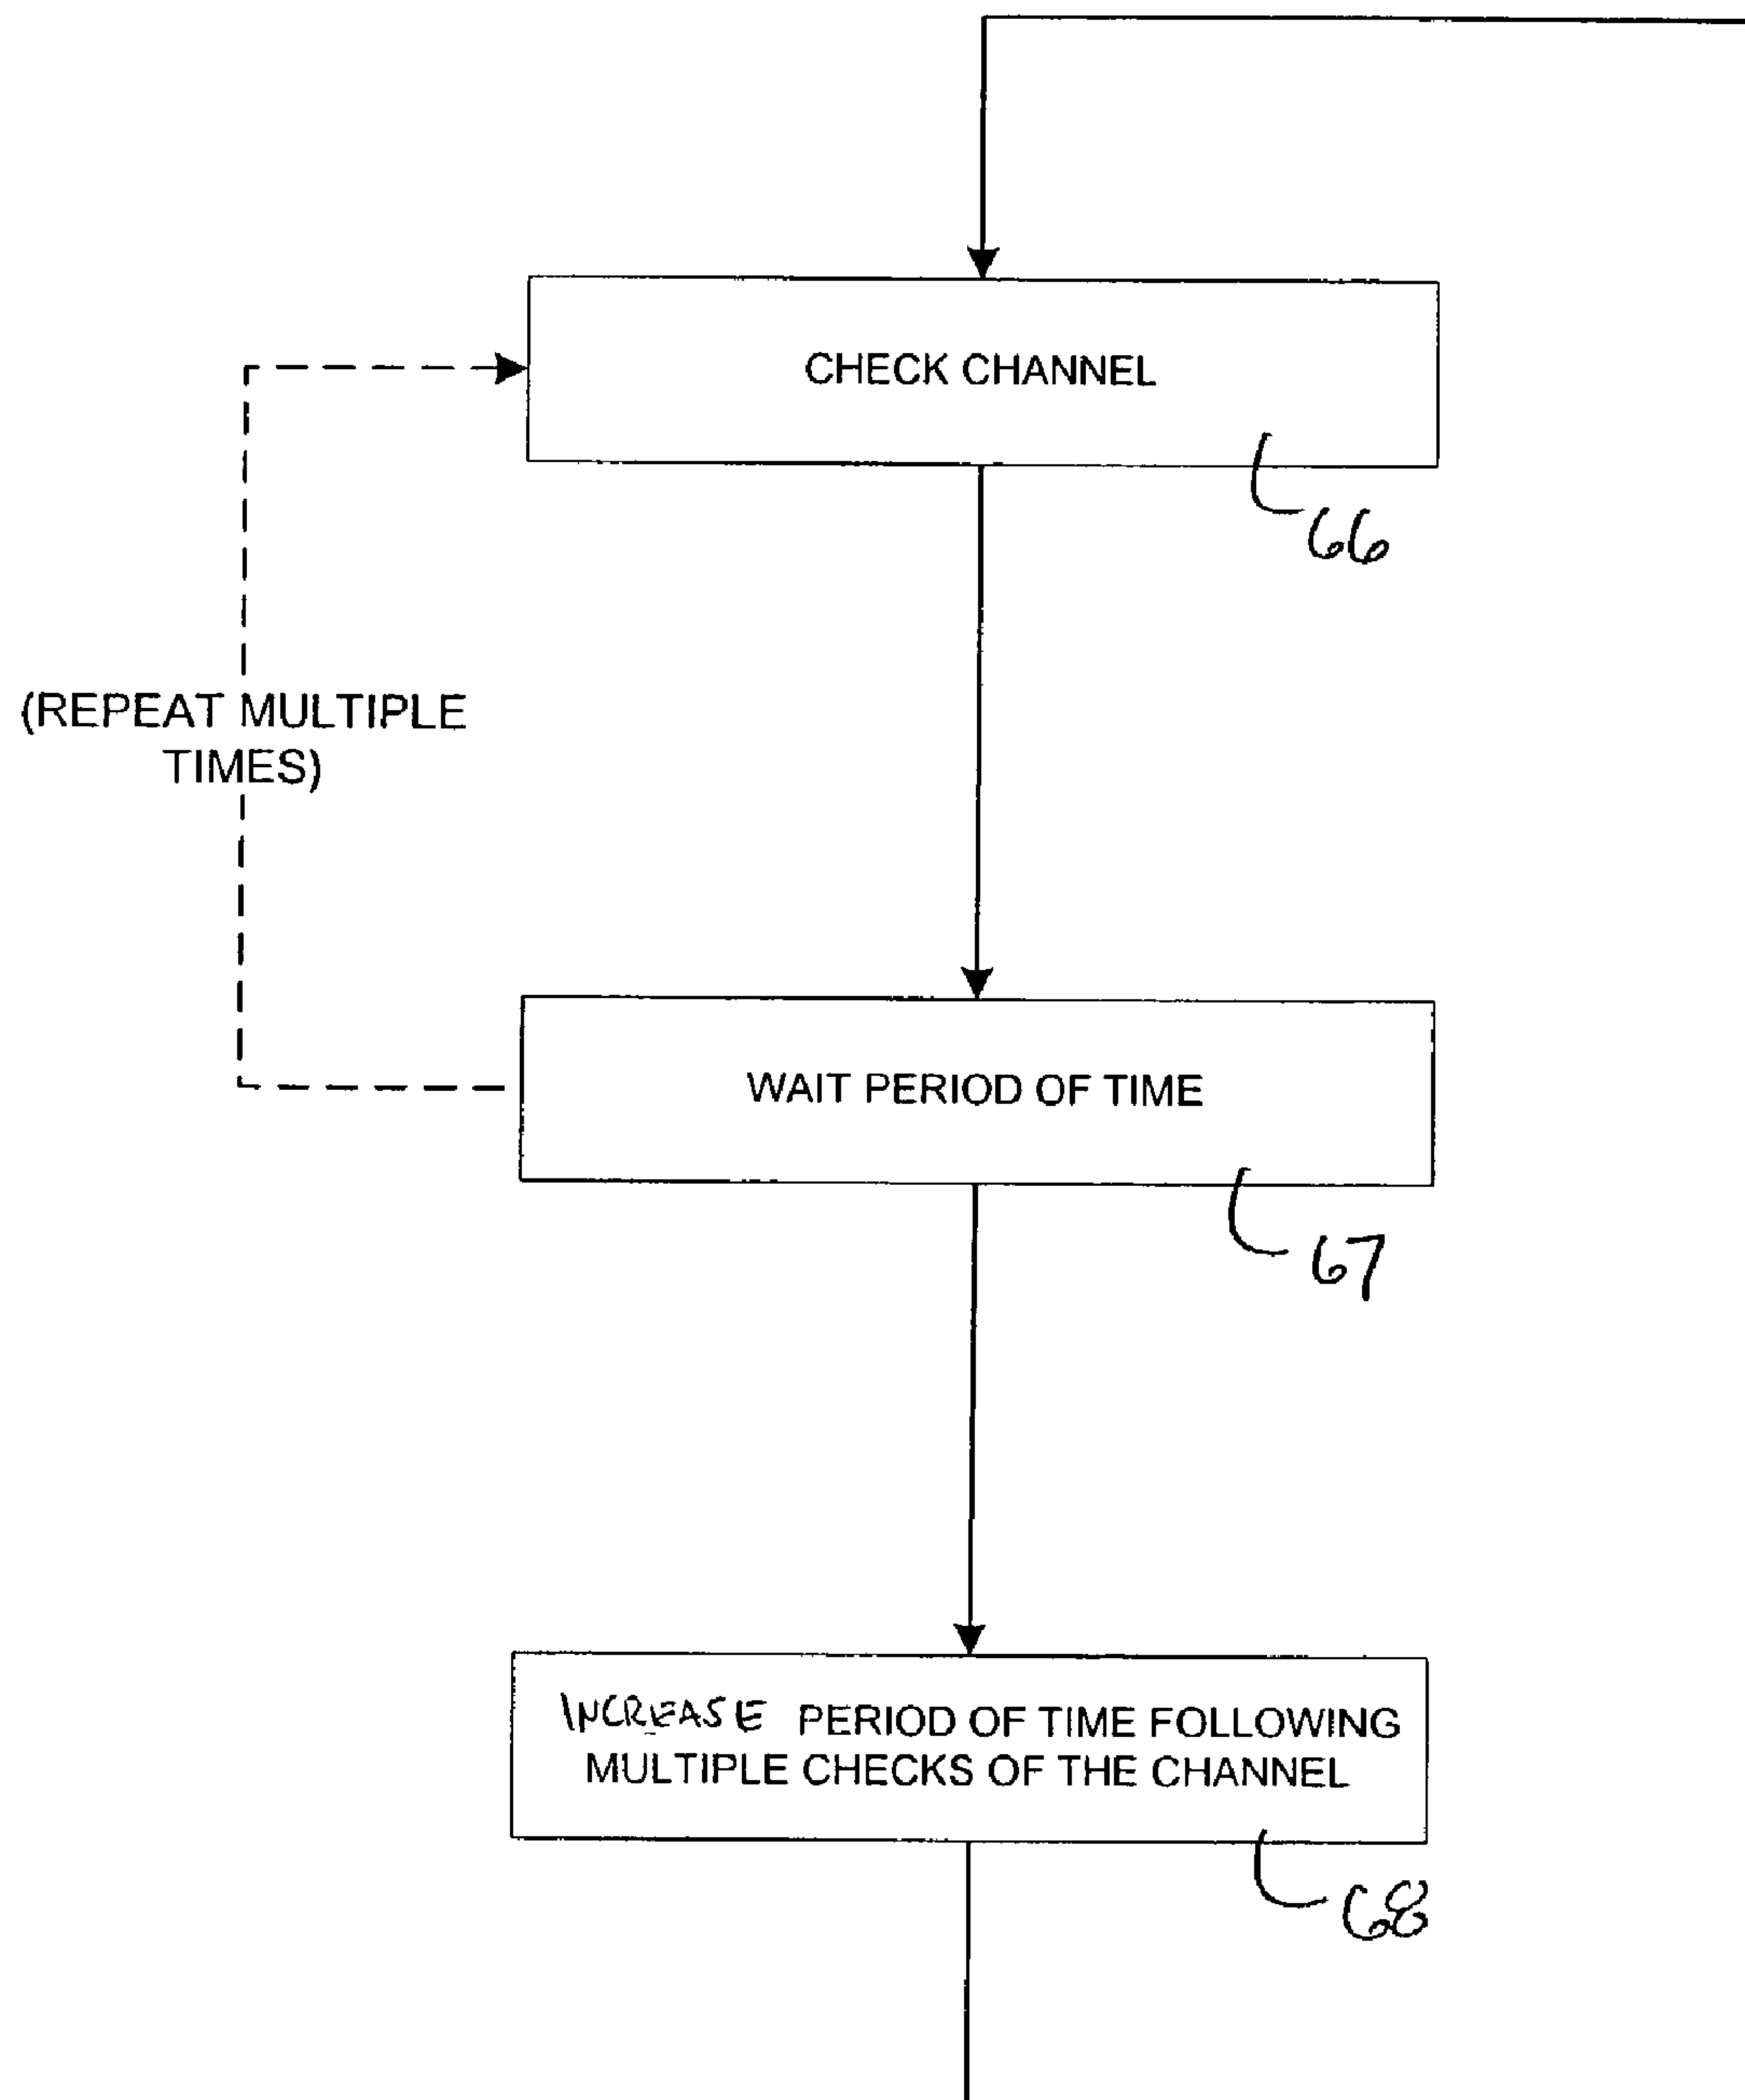 CHECK CHANNEL
66
(REPEAT MULTIPLE
TIMES)
WAIT PERIOD OF TIME
67
INCREASE PERIOD OF TIME FOLLOWING
MULTIPLE CHECKS OF THE CHANNEL
68